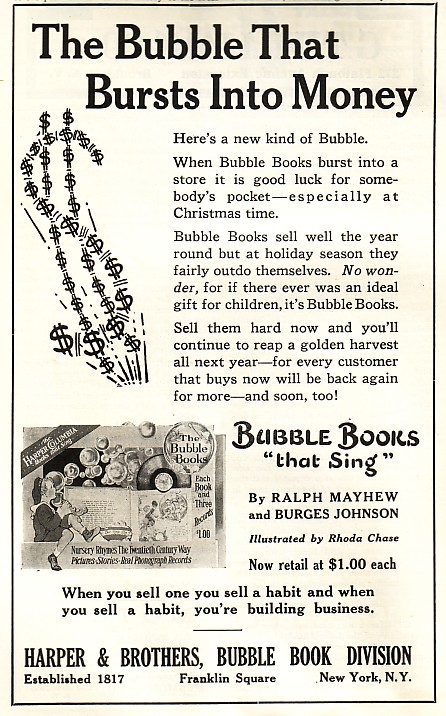 The Bubble That
Bursts Into Money
Here's a new kind of Bubble.
When Bubble Books burst into a
store it is good luck for some-
body's pocket—especially at
Christmas time.
Bubble Books sell well the year
round but at holiday season they
fairly outdo themselves. No won-
der, for if there ever was an ideal
gift for children, it's Bubble Books.
Sell them hard now and you'll
continue to reap a golden harvest
all next year—for every customer
that buys now will be back again
for more—and soon, too!
The
HARPER COLUMBIA
Books that Sing
The
Bubble
Books
Each
Book
and
Three
Records
$1.00
Nursery Rhymes The Twentieth Century Way
Pictures-Stories-Real Phonograph Records
BUBBLE BOOKS
"that Sing"
By RALPH MAYHEW
and BURGES JOHNSON
Illustrated by Rhoda Chase
Now retail at $1.00 each
When you sell one you sell a habit and when
you sell a habit, you're building business.
HARPER & BROTHERS, BUBBLE BOOK DIVISION
Established 1817 Franklin Square New York, N.Y.